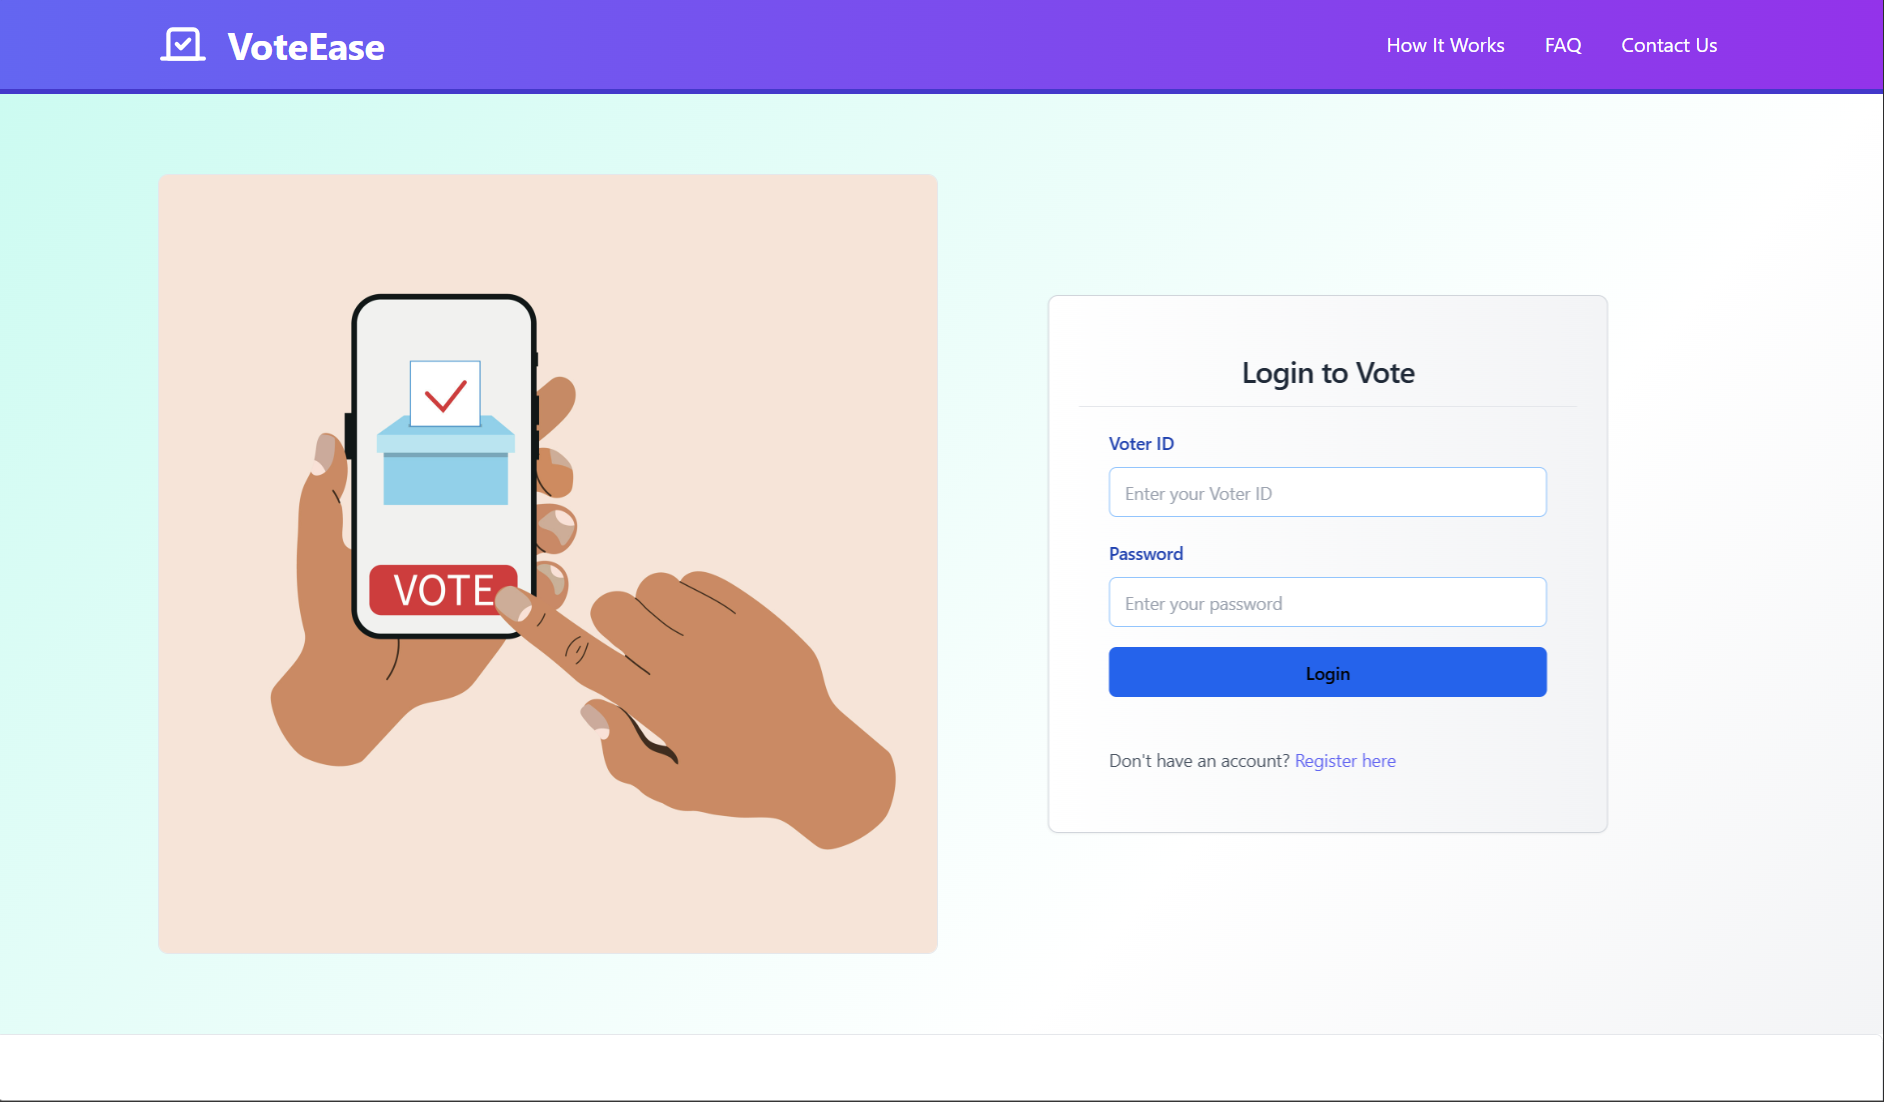 VoteEase
How It Works
FAQ
Contact Us
VOTE
Login to Vote
Voter ID
Enter your Voter ID
Password
Enter your password
Login
Don't have an account? Register here